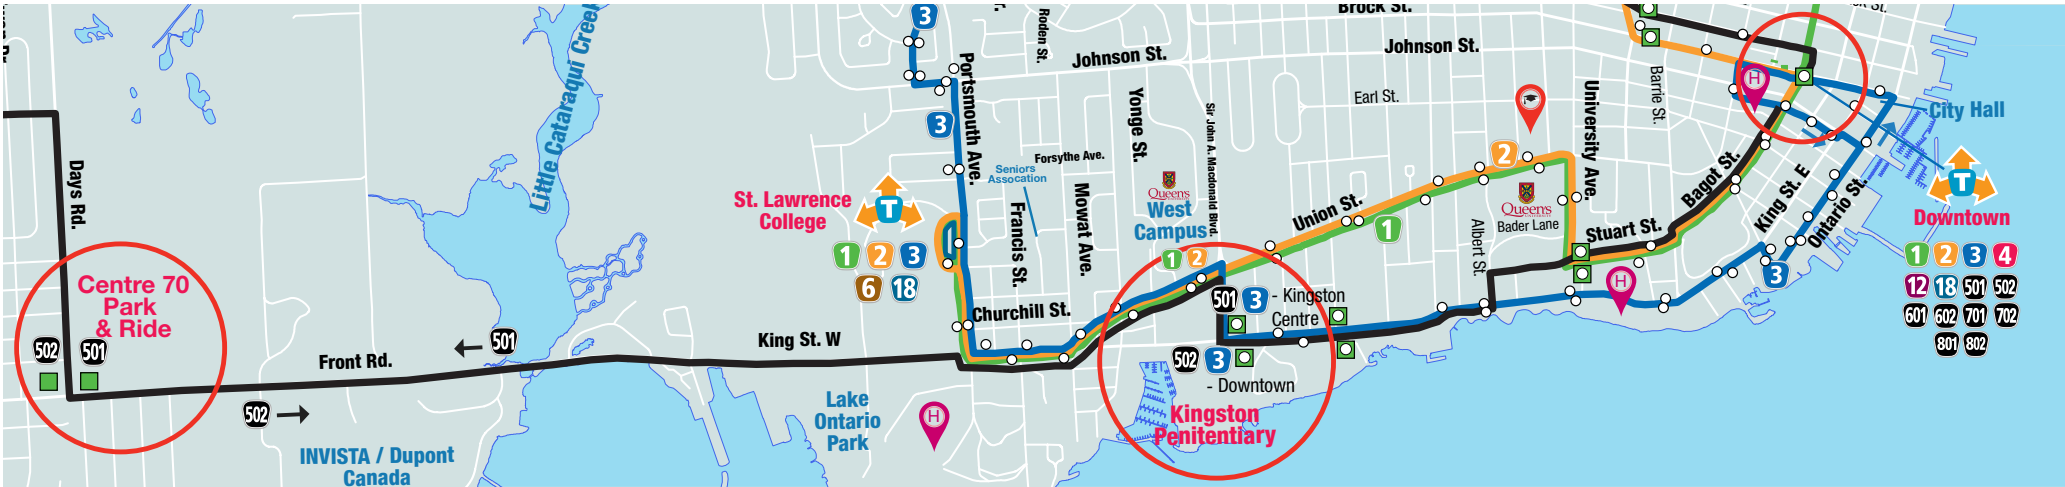 3
Roden St.
Brock St.
Johnson St.
Johnson St.
Little Cataraqui Creek
Portsmouth Ave.
3
Yonge St.
Sir John A. Macdonald Blvd.
Earl St.
University Ave.
Barrie St.
H
City Hall
Days Rd.
Forsythe Ave.
Seniors
Assocation
2
Bagot St.
King St. E
Ontario St.
T
Downtown
1 2 3 4
12 18 501 502
601 602 701 702
801 802
St. Lawrence
College
T
1 2 3
6 18
Francis St.
Mowat Ave.
Queen's
West
Campus
1 2
Union St.
1
Queen's
UNIVERSITY
Bader Lane
Albert St.
Stuart St.
H
3
Centre 70
Park
& Ride
502 501
Front Rd.
501
502
King St. W
Churchill St.
501 3 - Kingston
Centre
502 3
- Downtown
Kingston
Penitentiary
Lake
Ontario
Park
H
INVISTA / Dupont
Canada